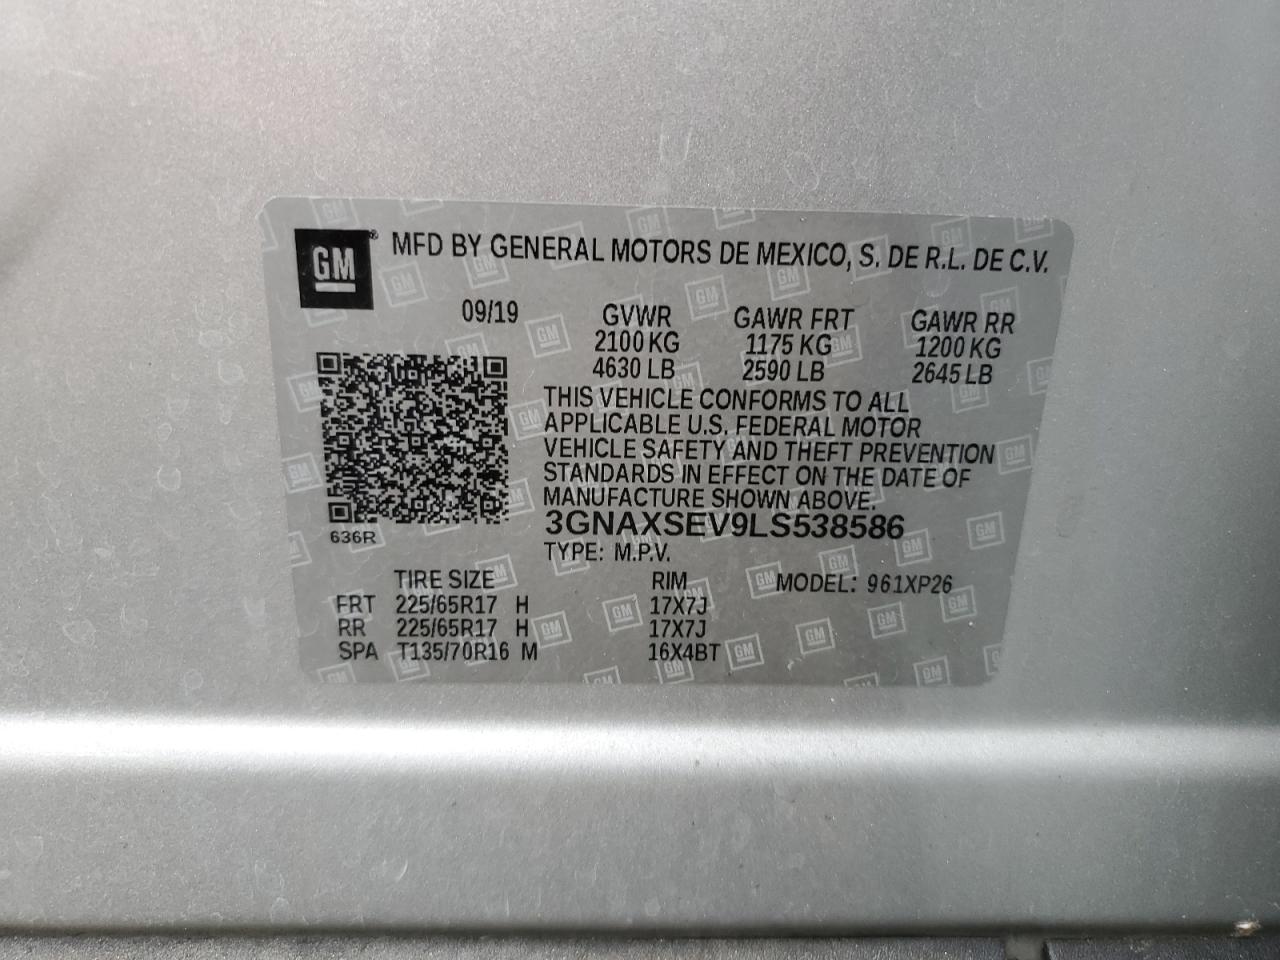 GM ® MFD BY GENERAL MOTORS DE MEXICO, S. DE R.L. DE C.V.
09/19 GVWR GAWR FRT GAWR RR
2100 KG 1175 KG 1200 KG
4630 LB 2590 LB 2645 LB
THIS VEHICLE CONFORMS TO ALL
APPLICABLE U.S. FEDERAL MOTOR
VEHICLE SAFETY AND THEFT PREVENTION
STANDARDS IN EFFECT ON THE DATE OF
MANUFACTURE SHOWN ABOVE.
3GNAXSEV9LS538586
636R
TYPE: M.P.V.
TIRE SIZE RIM MODEL: 961XP26
FRT 225/65R17 H 17X7J
RR 225/65R17 H 17X7J
SPA T135/70R16 M 16X4BT